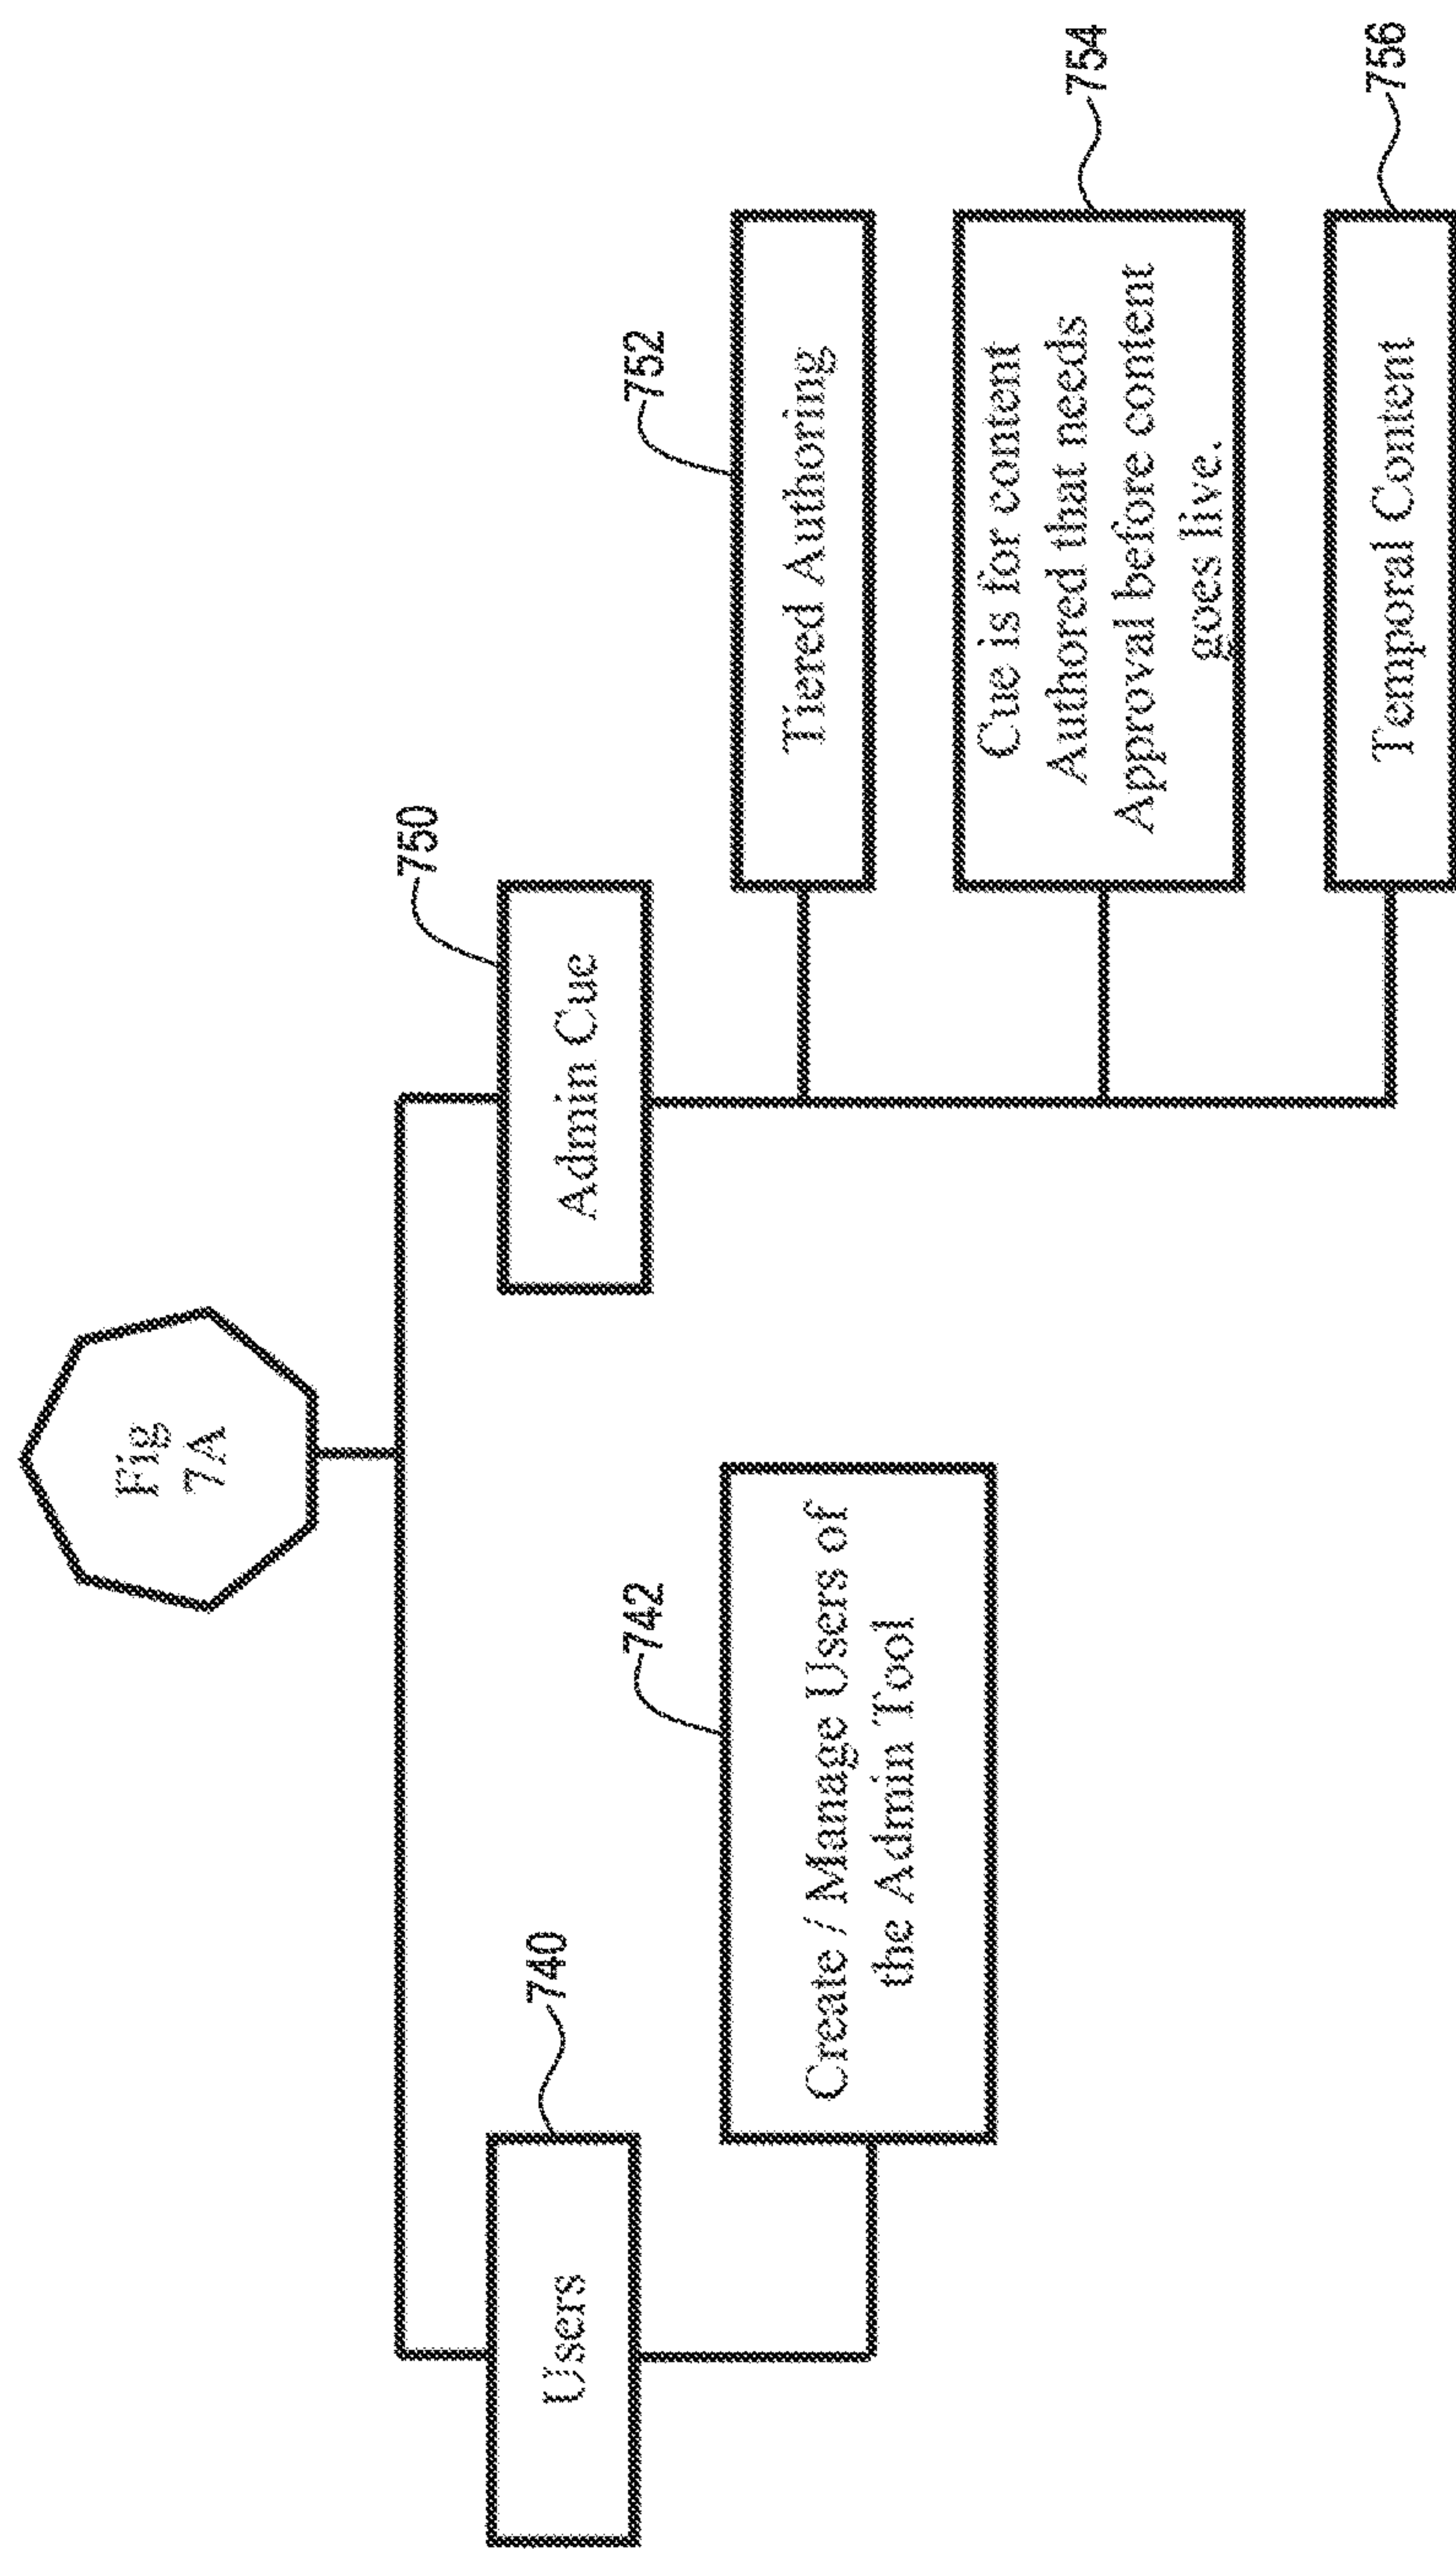 Fig
7A
Users
740
Create / Manage Users of
the Admin Tool
742
Admin Cue
750
Tiered Authoring
752
Cue is for content
Authored that needs
Approval before content
goes live.
754
Temporal Content
756